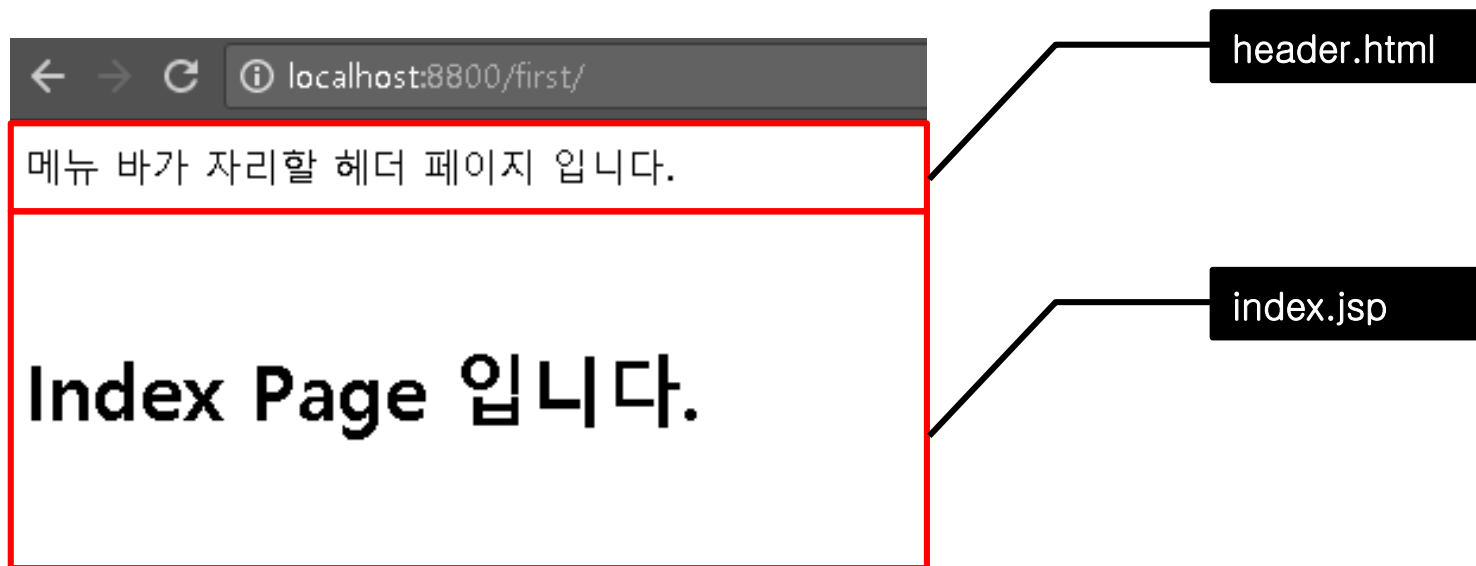 header.html
localhost:8800/first/
메뉴 바가 자리할 헤더 페이지 입니다.
index.jsp
Index Page 입니다.